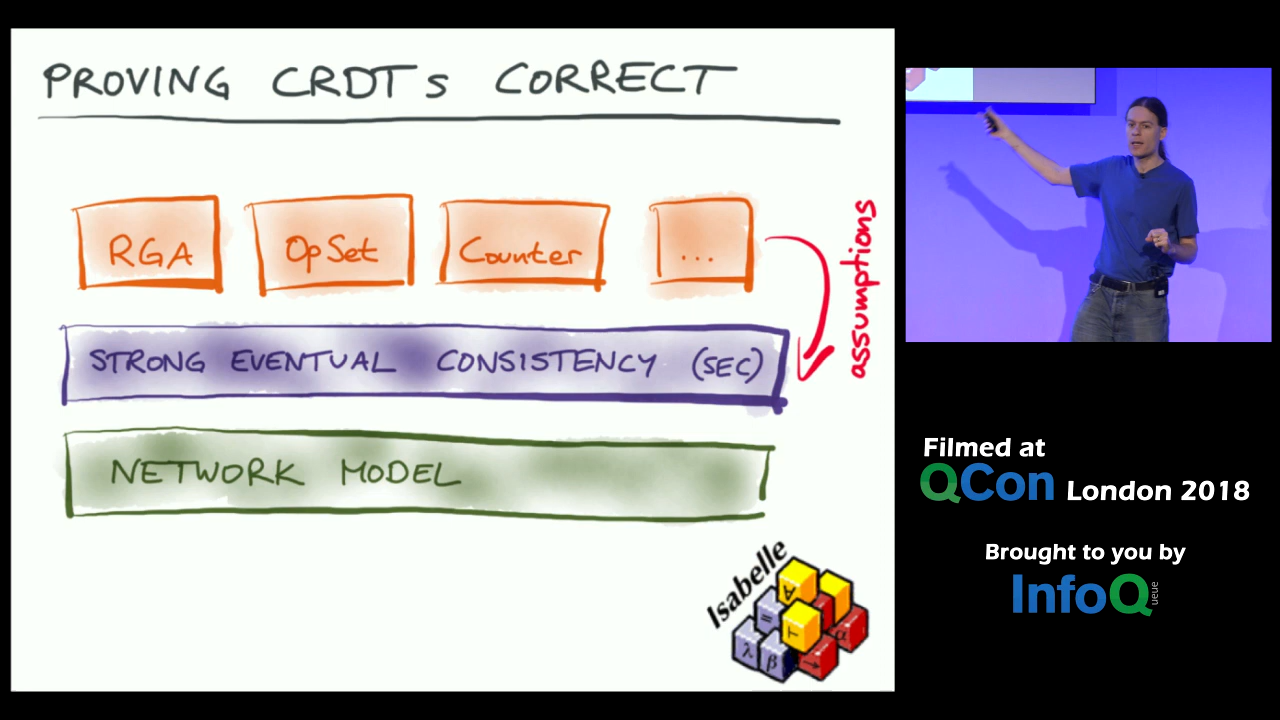 PROVING CRDTs CORRECT
RGA
OpSet
Counter
...
assumptions
STRONG EVENTUAL CONSISTENCY (SEC)
NETWORK MODEL
Isabelle
∀
=
⊢
α
λ
β
→
Filmed at
QCon London 2018
Brought to you by
InfoQueue